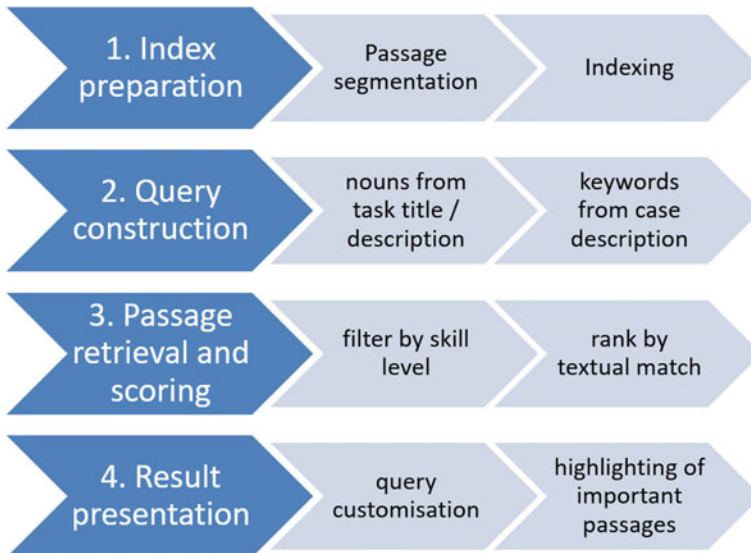 1. Index
preparation
Passage
segmentation
Indexing
2. Query
construction
nouns from
task title /
description
keywords
from case
description
3. Passage
retrieval and
scoring
filter by skill
level
rank by
textual match
4. Result
presentation
query
customisation
highlighting of
important
passages